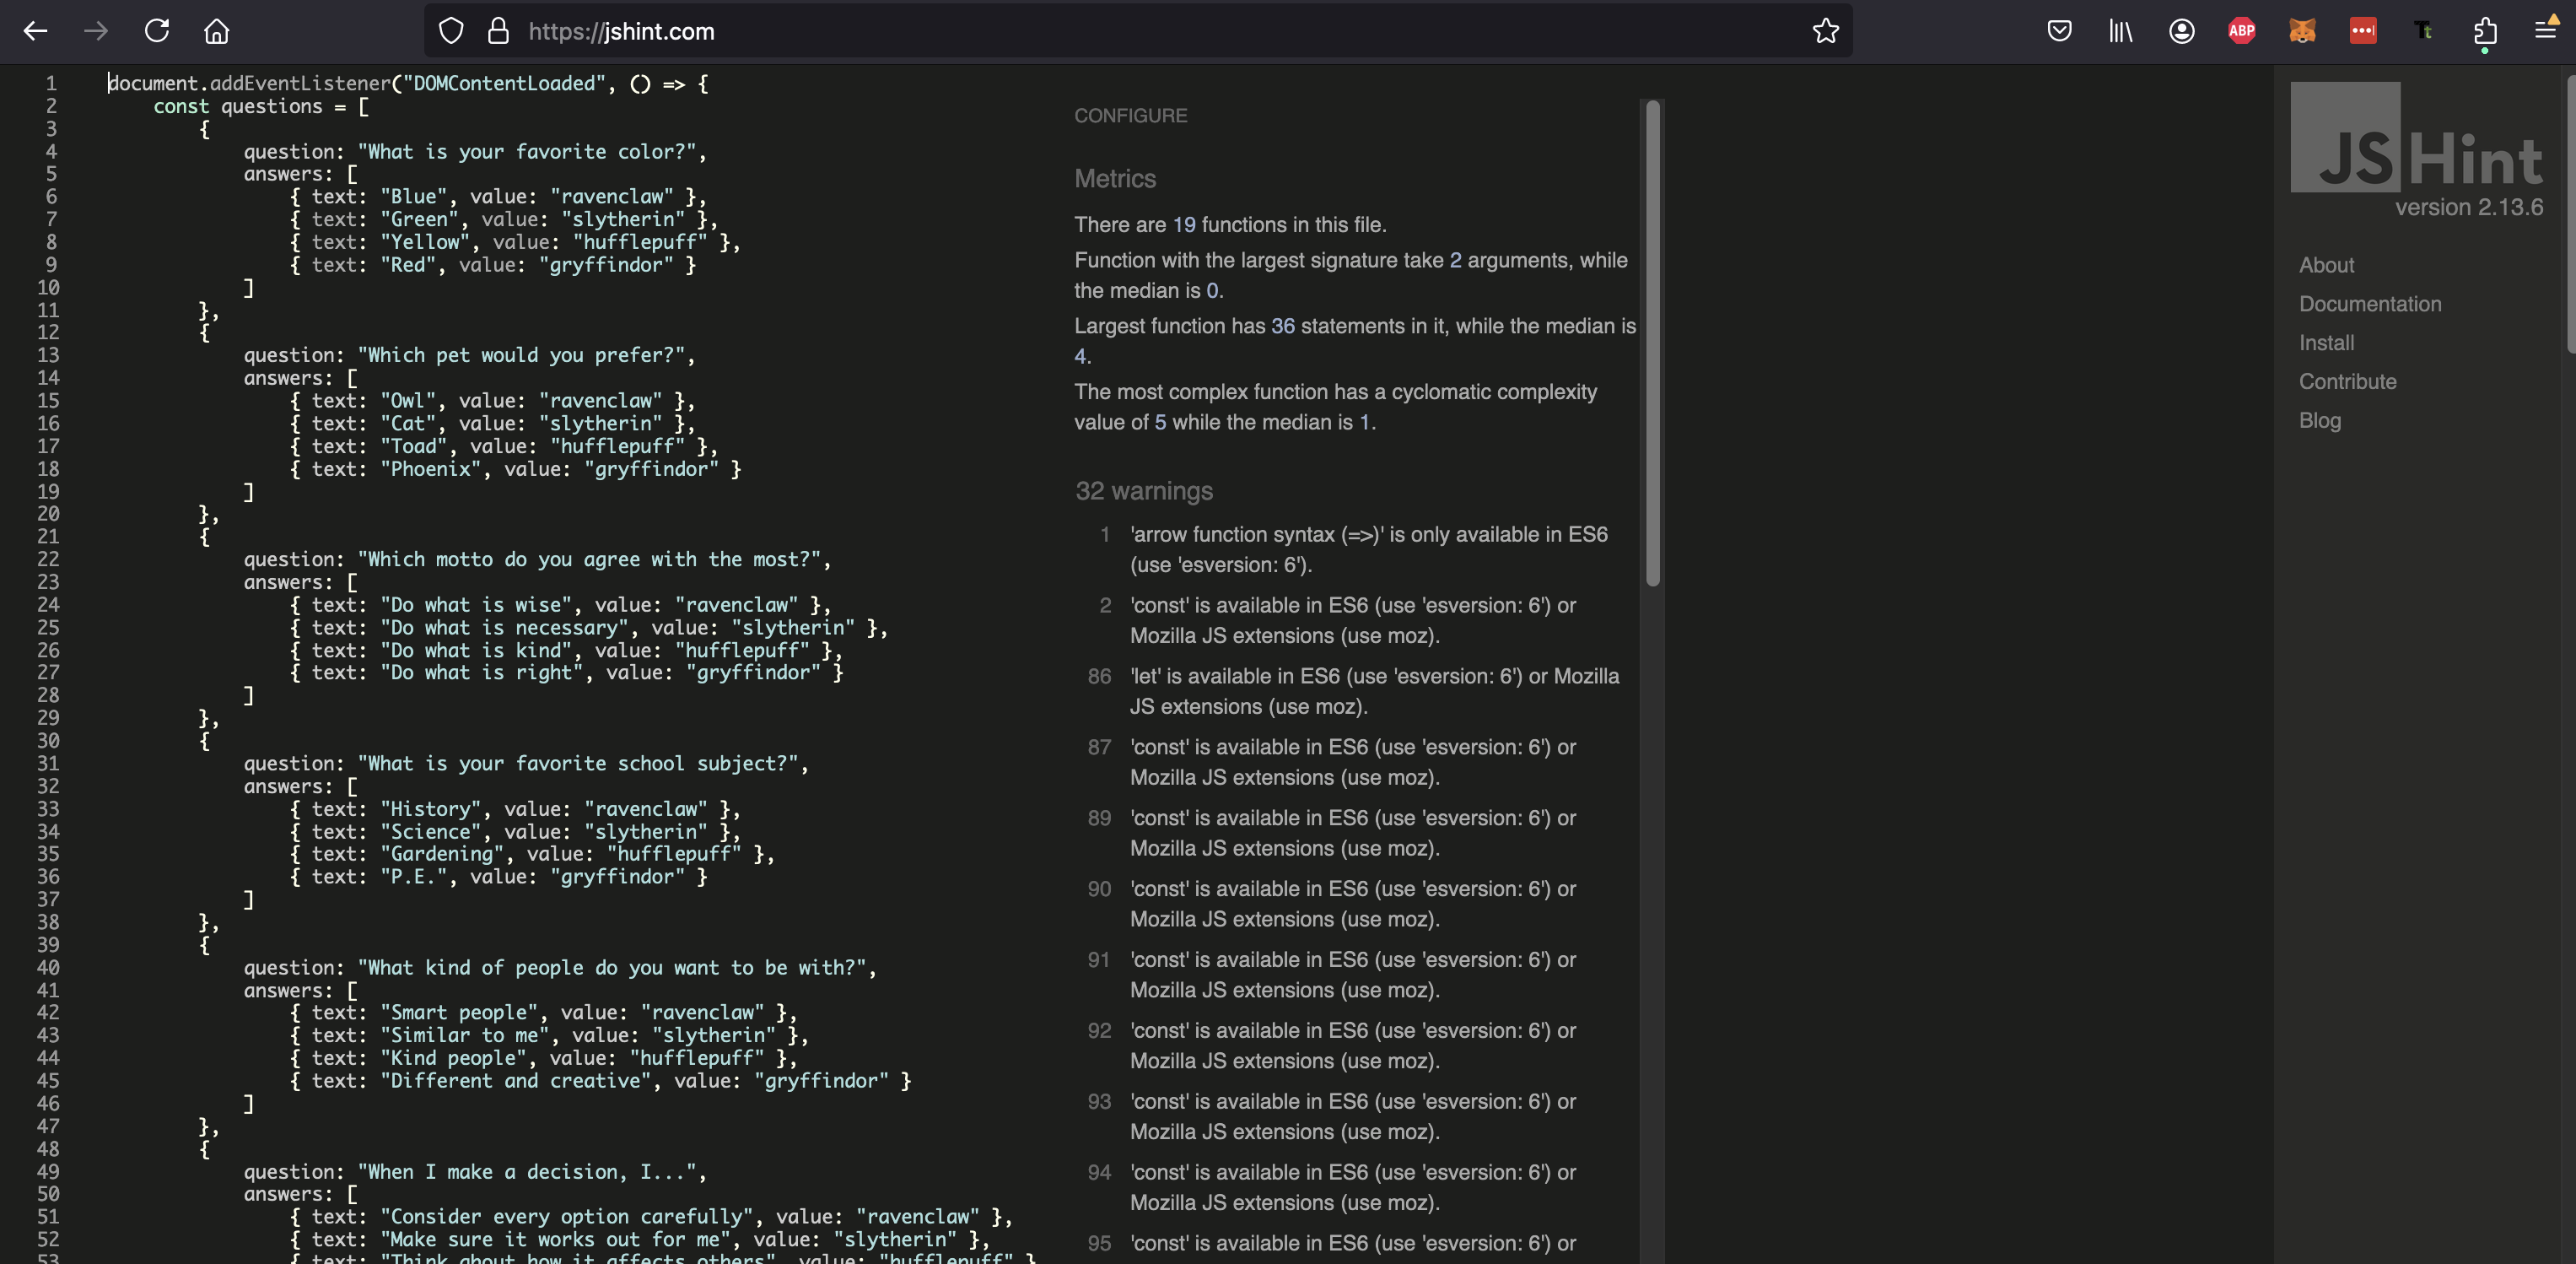 https://jshint.com
ABP
Tt
1 document.addEventListener("DOMContentLoaded", () => {
2 const questions = [
3 {
4 question: "What is your favorite color?",
5 answers: [
6 { text: "Blue", value: "ravenclaw" },
7 { text: "Green", value: "slytherin" },
8 { text: "Yellow", value: "hufflepuff" },
9 { text: "Red", value: "gryffindor" }
10 ]
11 },
12 {
13 question: "Which pet would you prefer?",
14 answers: [
15 { text: "Owl", value: "ravenclaw" },
16 { text: "Cat", value: "slytherin" },
17 { text: "Toad", value: "hufflepuff" },
18 { text: "Phoenix", value: "gryffindor" }
19 ]
20 },
21 {
22 question: "Which motto do you agree with the most?",
23 answers: [
24 { text: "Do what is wise", value: "ravenclaw" },
25 { text: "Do what is necessary", value: "slytherin" },
26 { text: "Do what is kind", value: "hufflepuff" },
27 { text: "Do what is right", value: "gryffindor" }
28 ]
29 },
30 {
31 question: "What is your favorite school subject?",
32 answers: [
33 { text: "History", value: "ravenclaw" },
34 { text: "Science", value: "slytherin" },
35 { text: "Gardening", value: "hufflepuff" },
36 { text: "P.E.", value: "gryffindor" }
37 ]
38 },
39 {
40 question: "What kind of people do you want to be with?",
41 answers: [
42 { text: "Smart people", value: "ravenclaw" },
43 { text: "Similar to me", value: "slytherin" },
44 { text: "Kind people", value: "hufflepuff" },
45 { text: "Different and creative", value: "gryffindor" }
46 ]
47 },
48 {
49 question: "When I make a decision, I...",
50 answers: [
51 { text: "Consider every option carefully", value: "ravenclaw" },
52 { text: "Make sure it works out for me", value: "slytherin" },
53 { text: "Think about how it affects others", value: "hufflepuff" }
CONFIGURE
Metrics
There are 19 functions in this file.
Function with the largest signature take 2 arguments, while
the median is 0.
Largest function has 36 statements in it, while the median is
4.
The most complex function has a cyclomatic complexity
value of 5 while the median is 1.
32 warnings
1 'arrow function syntax (=>)' is only available in ES6
(use 'esversion: 6').
2 'const' is available in ES6 (use 'esversion: 6') or
Mozilla JS extensions (use moz).
86 'let' is available in ES6 (use 'esversion: 6') or Mozilla
JS extensions (use moz).
87 'const' is available in ES6 (use 'esversion: 6') or
Mozilla JS extensions (use moz).
89 'const' is available in ES6 (use 'esversion: 6') or
Mozilla JS extensions (use moz).
90 'const' is available in ES6 (use 'esversion: 6') or
Mozilla JS extensions (use moz).
91 'const' is available in ES6 (use 'esversion: 6') or
Mozilla JS extensions (use moz).
92 'const' is available in ES6 (use 'esversion: 6') or
Mozilla JS extensions (use moz).
93 'const' is available in ES6 (use 'esversion: 6') or
Mozilla JS extensions (use moz).
94 'const' is available in ES6 (use 'esversion: 6') or
Mozilla JS extensions (use moz).
95 'const' is available in ES6 (use 'esversion: 6') or
JSHint
version 2.13.6
About
Documentation
Install
Contribute
Blog